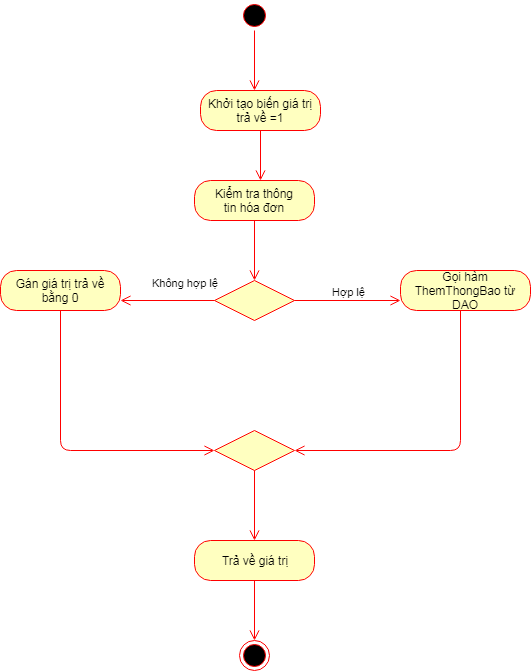 Khởi tạo biến giá trị
trả về =1
Kiểm tra thông
tin hóa đơn
Không hợp lệ
Hợp lệ
Gán giá trị trả về
bằng 0
Gọi hàm
ThemThongBao từ
DAO
Trả về giá trị